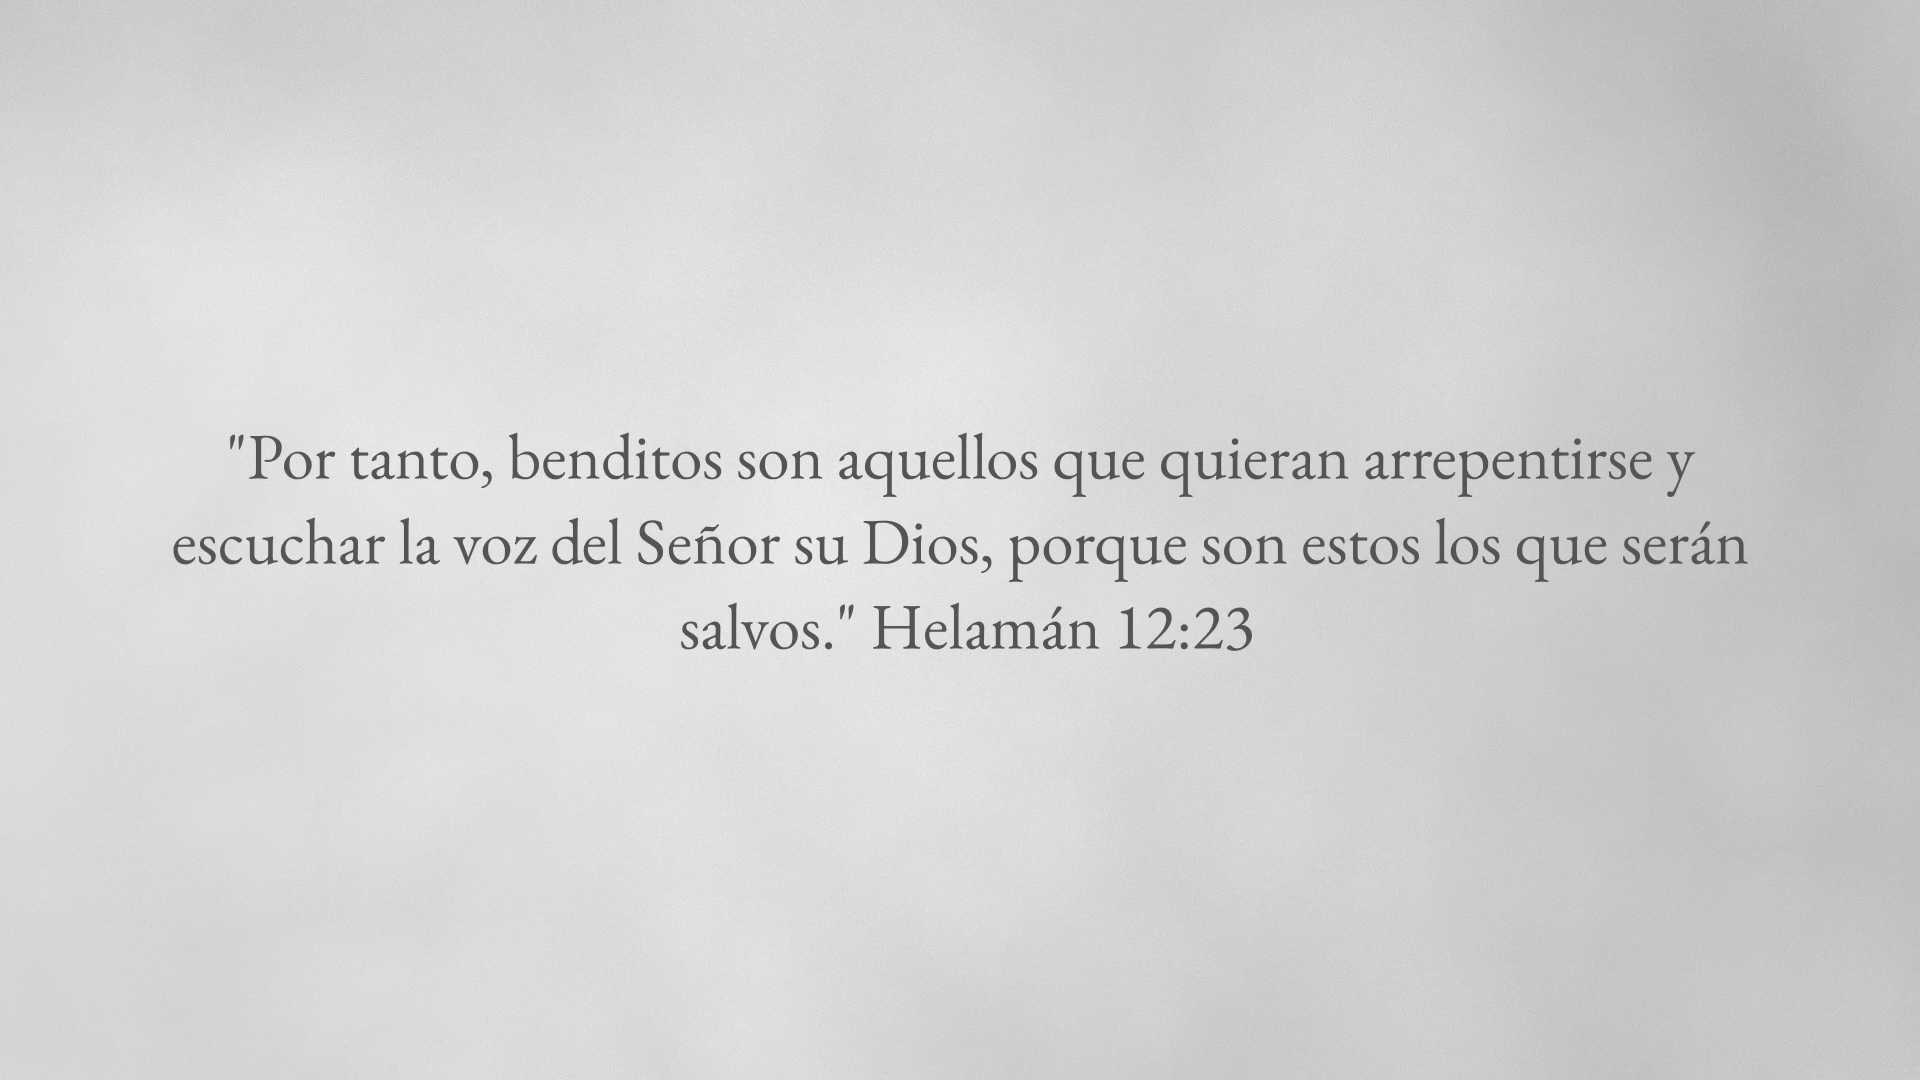 "Por tanto, benditos son aquellos que quieran arrepentirse y
escuchar la voz del Señor su Dios, porque son estos los que serán
salvos." Helamán 12:23